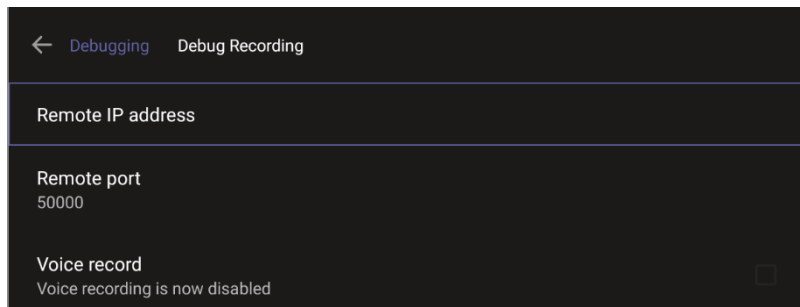 Debugging Debug Recording
Remote IP address
Remote port
50000
Voice record
Voice recording is now disabled